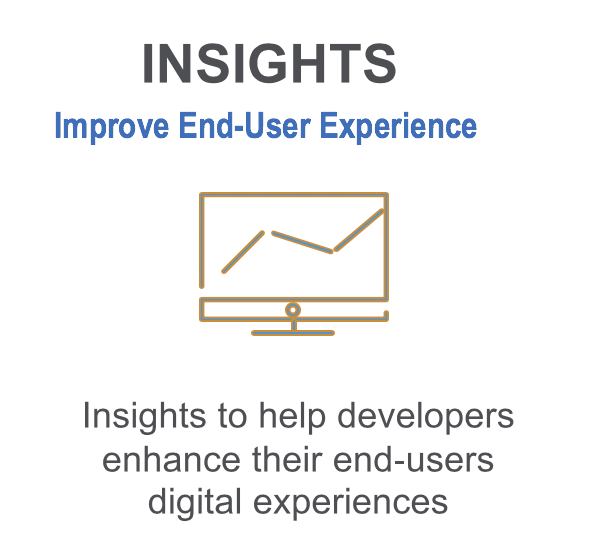 INSIGHTS
Improve End-User Experience
Insights to help developers
enhance their end-users
digital experiences